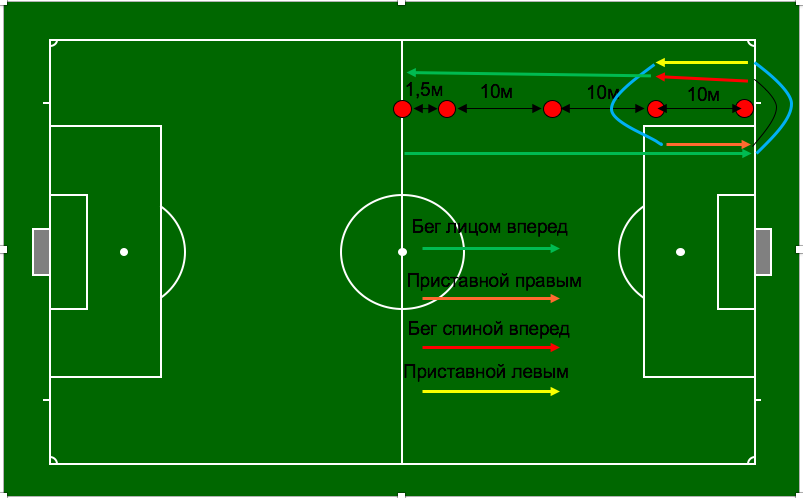 1,5м
10м
10м
10м
Бег лицом вперед
Приставной правым
Бег спиной вперед
Приставной левым